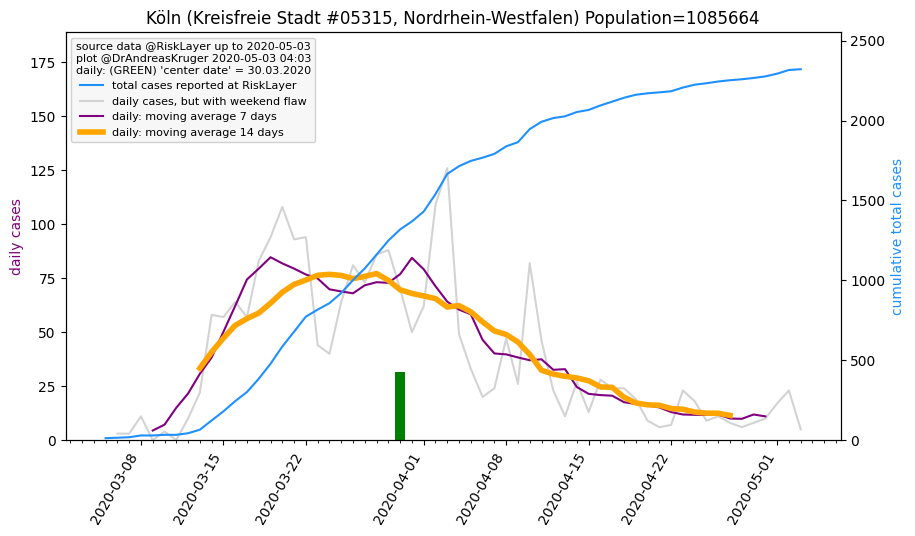 Köln (Kreisfreie Stadt #05315, Nordrhein-Westfalen) Population=1085664
source data @RiskLayer up to 2020-05-03
plot @DrAndreasKruger 2020-05-03 04:03
daily: (GREEN) 'center date' = 30.03.2020
total cases reported at RiskLayer
daily cases, but with weekend flaw
daily: moving average 7 days
daily: moving average 14 days
daily cases
175
150
125
100
75
50
25
0
2500
2000
1500
1000
500
0
cumulative total cases
2020-03-08
2020-03-15
2020-03-22
2020-04-01
2020-04-08
2020-04-15
2020-04-22
2020-05-01